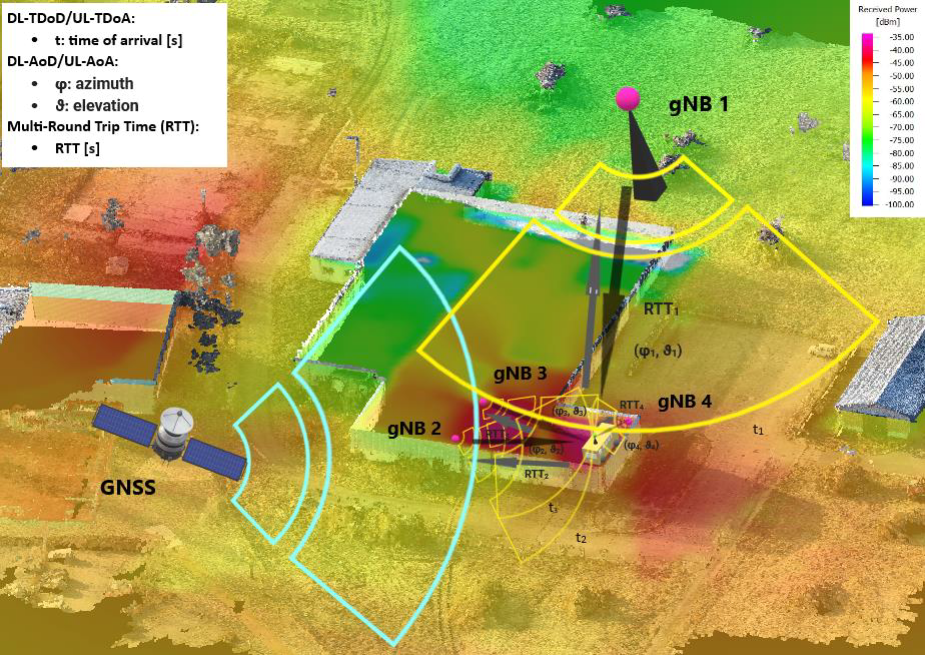 DL-TDoD/UL-TDoA:
• t: time of arrival [s]
DL-AoD/UL-AoA:
• φ: azimuth
• ϑ: elevation
Multi-Round Trip Time (RTT):
• RTT [s]
Received Power
[dBm]
-35.00
-40.00
-45.00
-50.00
-55.00
-60.00
-65.00
-70.00
-75.00
-80.00
-85.00
-90.00
-95.00
-100.00
gNB 1
RTT₁
(φ₁, ϑ₁)
gNB 3
gNB 4
RTT₄
gNB 2
(φ₄, ϑ₄)
t₁
RTT₂
GNSS
t₃
t₂